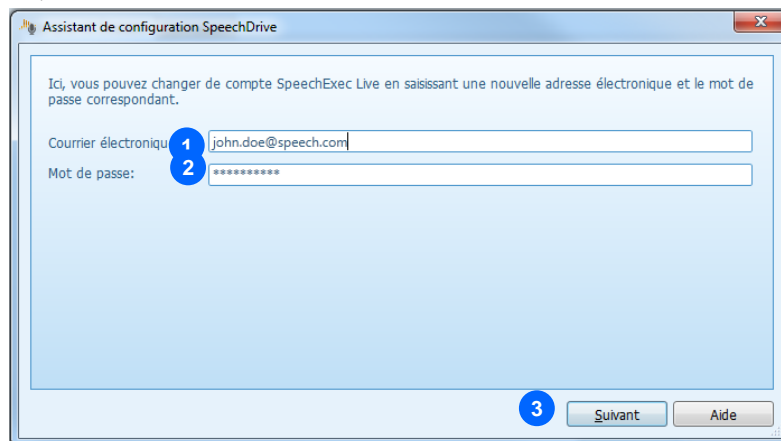 Assistant de configuration SpeechDrive
Ici, vous pouvez changer de compte SpeechExec Live en saisissant une nouvelle adresse électronique et le mot de
passe correspondant.
Courrier électroniqu 1 john.doe@speech.com
Mot de passe: 2 **********
3 Suivant Aide